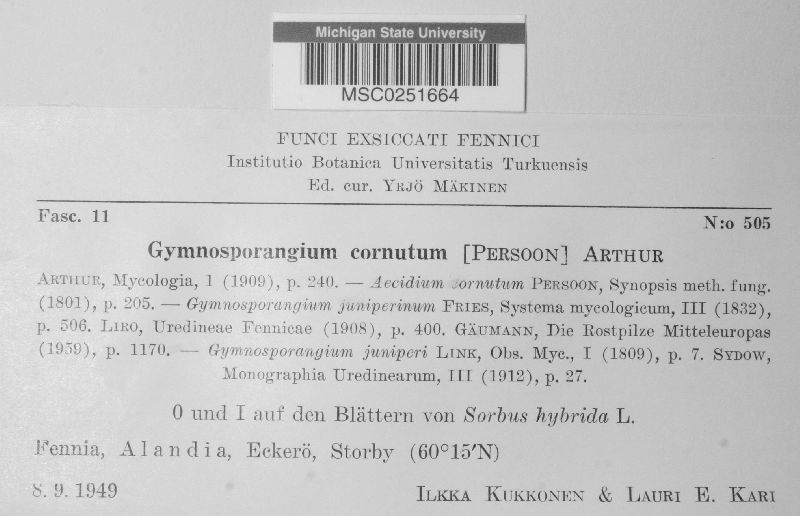 Michigan State University
MSC0251664
FUNCI EXSICCATI FENNICI
Institutio Botanica Universitatis Turkuensis
Ed. cur. YRJÖ MÄKINEN
Fasc. 11
N:o 505
Gymnosporangium cornutum [PERSOON] ARTHUR
ARTHUR, Mycologia, 1 (1909), p. 240. — Aecidium cornutum PERSOON, Synopsis meth. fung.
(1801), p. 205. — Gymnosporangium juniperinum FRIES, Systema mycologicum, III (1832),
p. 506. LIRO, Uredineae Fennicae (1908), p. 400. GÄUMANN, Die Rostpilze Mitteleuropas
(1959), p. 1170. — Gymnosporangium juniperi LINK, Obs. Myc., I (1809), p. 7. SYDOW,
Monographia Uredinearum, III (1912), p. 27.
0 und I auf den Blättern von Sorbus hybrida L.
Fennia, Alandia, Eckerö, Storby (60°15′N)
8. 9. 1949
ILKKA KUKKONEN & LAURI E. KARI